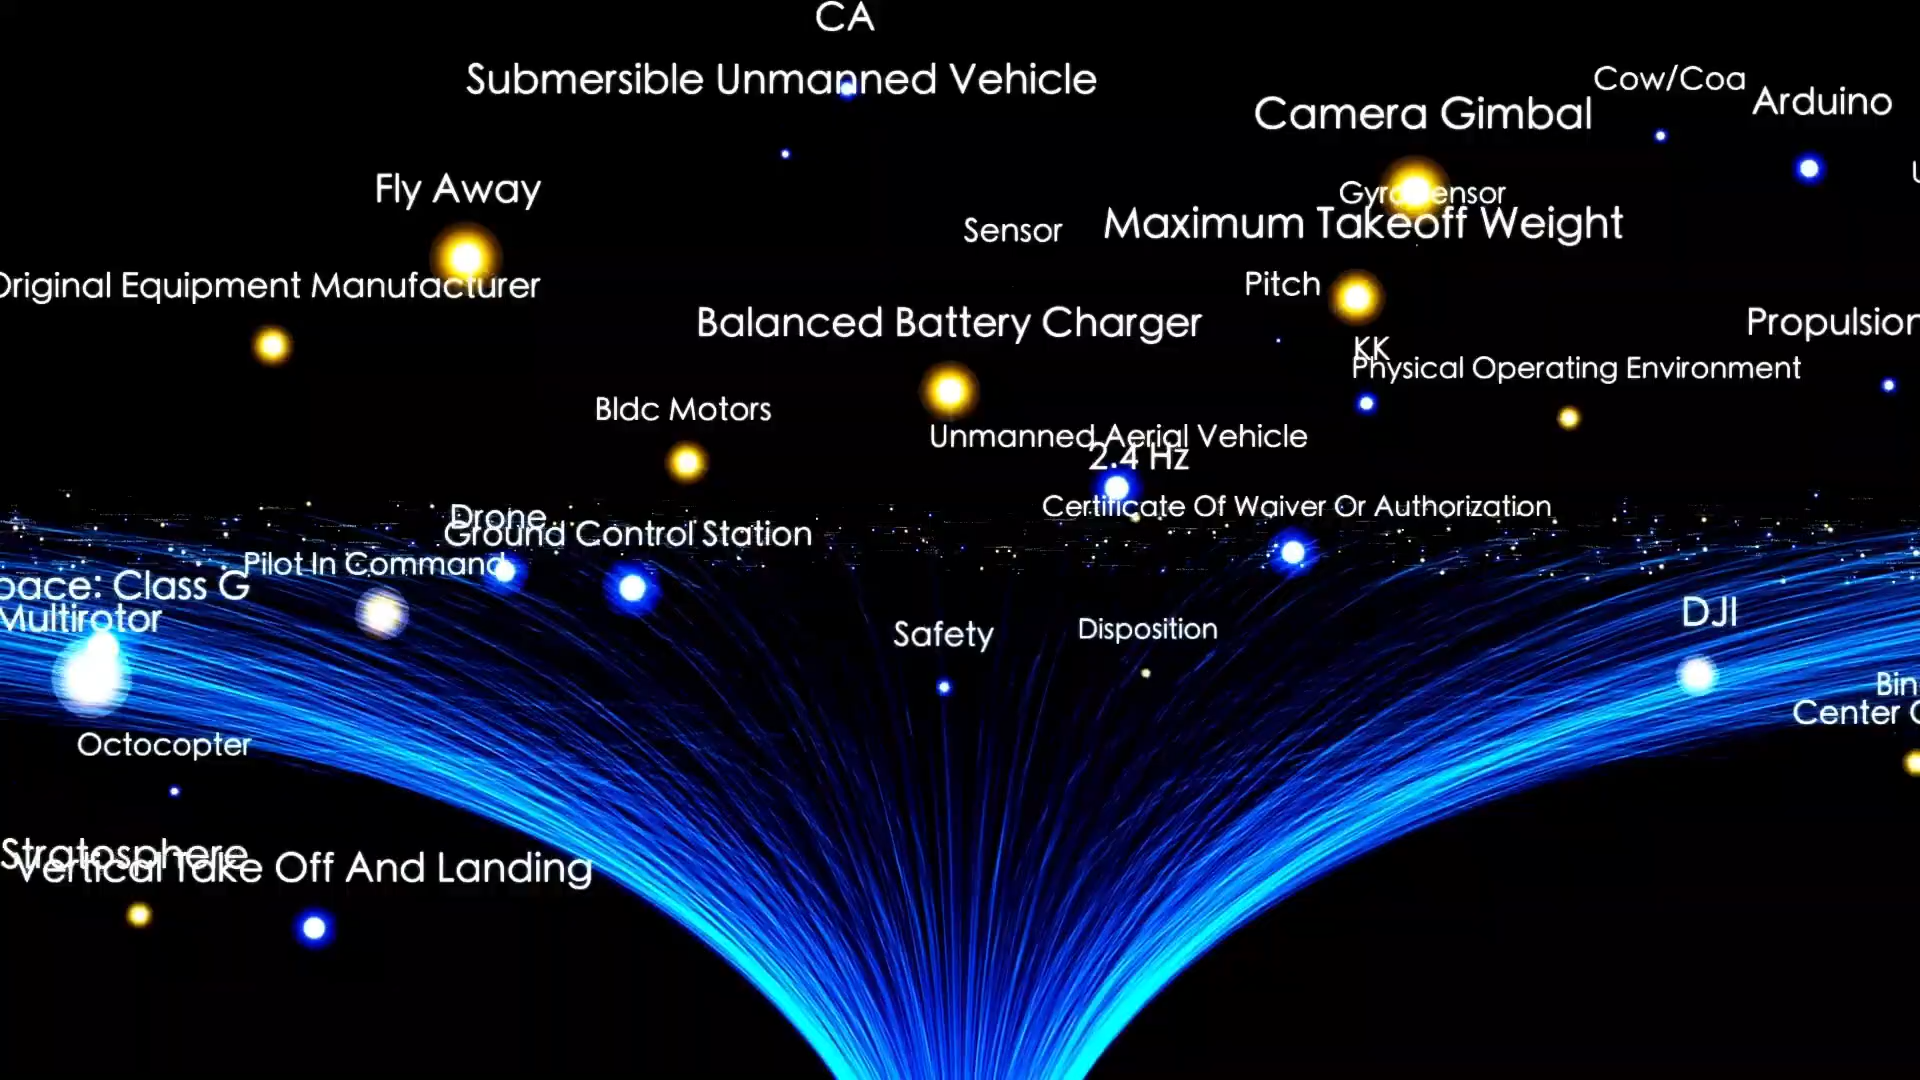 CA
Submersible Unmanned Vehicle
Cow/Coa
Arduino
Camera Gimbal
Fly Away
Gyro Sensor
Maximum Takeoff Weight
Sensor
Original Equipment Manufacturer
Pitch
Balanced Battery Charger
Propulsion
KK
Physical Operating Environment
Bldc Motors
Unmanned Aerial Vehicle
2.4 Hz
Certificate Of Waiver Or Authorization
Drone
Ground Control Station
Pilot In Command
pace: Class G
Multirotor
Safety
Disposition
DJI
Bin
Center
Octocopter
Stratosphere
Vertical Take Off And Landing